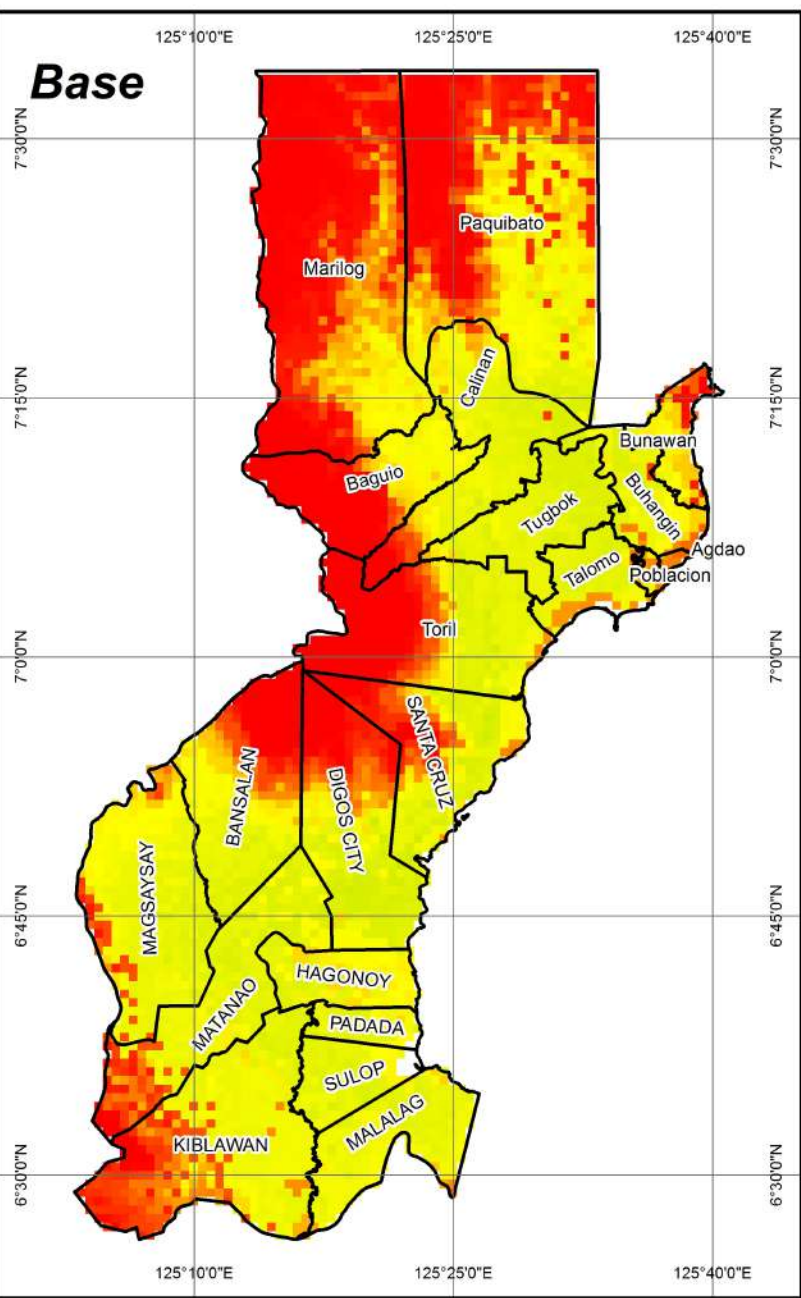 125°10'0"E
125°25'0"E
125°40'0"E
Base
7°30'0"N
7°30'0"N
Paquibato
Marilog
Calinan
7°15'0"N
7°15'0"N
Bunawan
Baguio
Buhangin
Tugbok
Agdao
Talomo
Poblacion
Toril
7°0'0"N
7°0'0"N
SANTA CRUZ
BANSALAN
DIGOS CITY
MAGSAYSAY
6°45'0"N
6°45'0"N
HAGONOY
MATANAO
PADADA
SULOP
MALALAG
KIBLAWAN
6°30'0"N
6°30'0"N
125°10'0"E
125°25'0"E
125°40'0"E